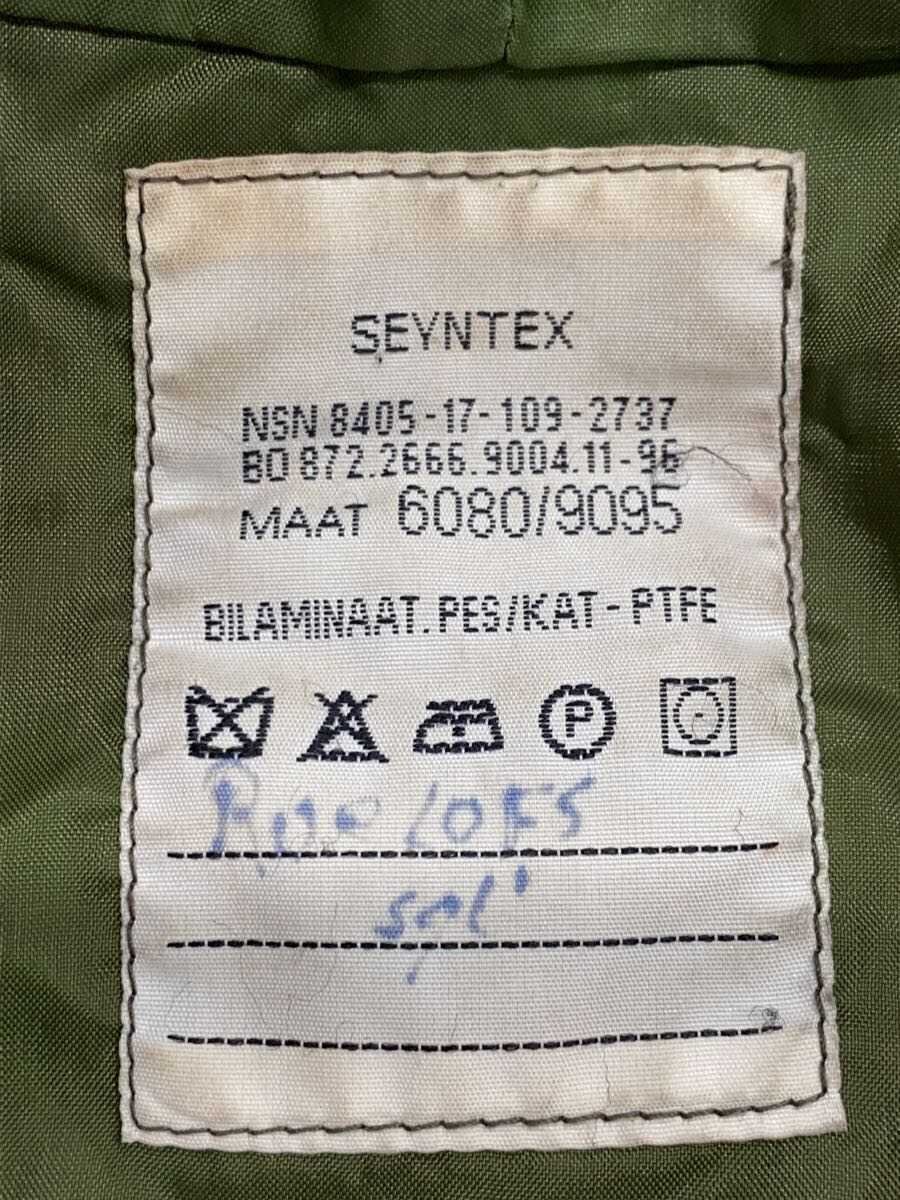 SEYNTEX
NSN 8405-17-109-2737
BO 872.2666.9004.11-96
MAAT 6080/9095
BILAMINAAT. PES/KAT-PTFE
P